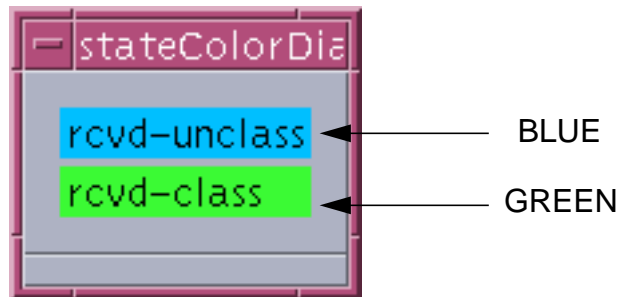 stateColorDia
rcvd-unclass
BLUE
rcvd-class
GREEN